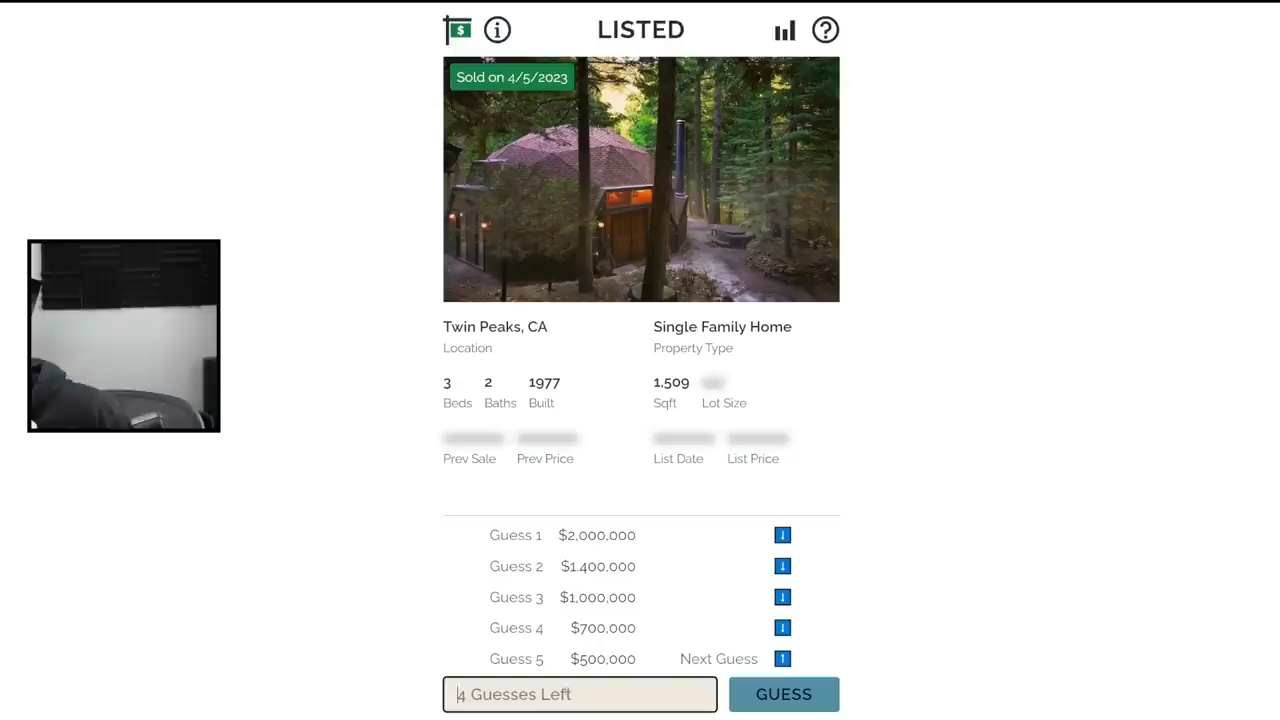 $
i
LISTED
?
Sold on 4/5/2023
Twin Peaks, CA
Location
Single Family Home
Property Type
3
2
1977
1,509
Beds
Baths
Built
Sqft
Lot Size
Prev Sale
Prev Price
List Date
List Price
Guess 1 $2,000,000
Guess 2 $1,400,000
Guess 3 $1,000,000
Guess 4 $700,000
Guess 5 $500,000 Next Guess
4 Guesses Left
GUESS